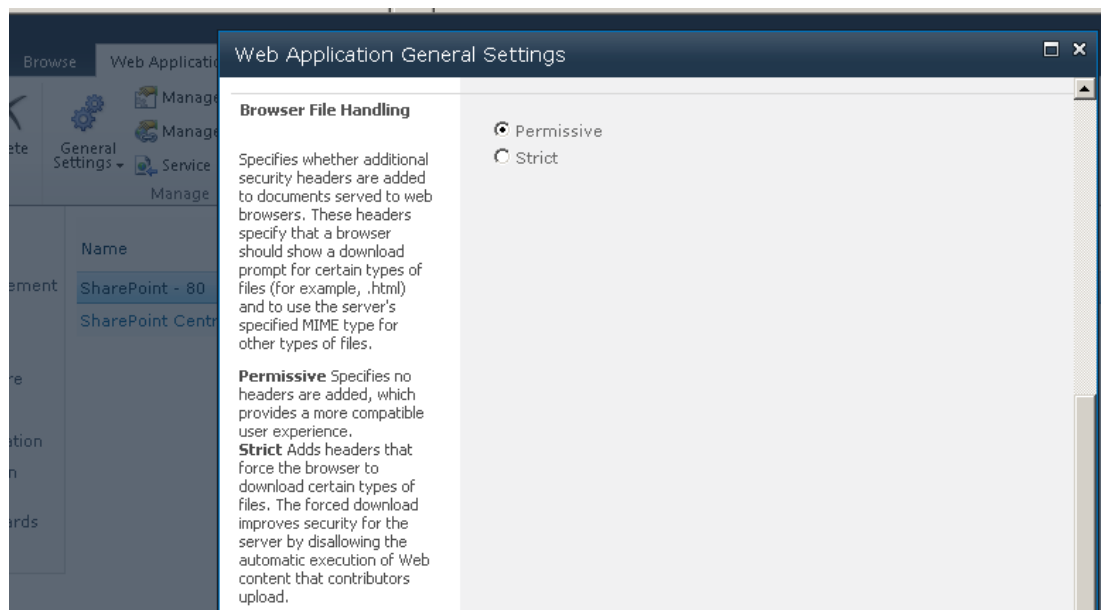 Browse
Web Applicatio
Web Application General Settings
ete
General
Settings
Manage
Manage
Service
Manage
Name
ement
SharePoint - 80
SharePoint Centr
re
ation
n
ards
Browser File Handling
Specifies whether additional
security headers are added
to documents served to web
browsers. These headers
specify that a browser
should show a download
prompt for certain types of
files (for example, .html)
and to use the server's
specified MIME type for
other types of files.
Permissive Specifies no
headers are added, which
provides a more compatible
user experience.
Strict Adds headers that
force the browser to
download certain types of
files. The forced download
improves security for the
server by disallowing the
automatic execution of Web
content that contributors
upload.
Permissive
Strict